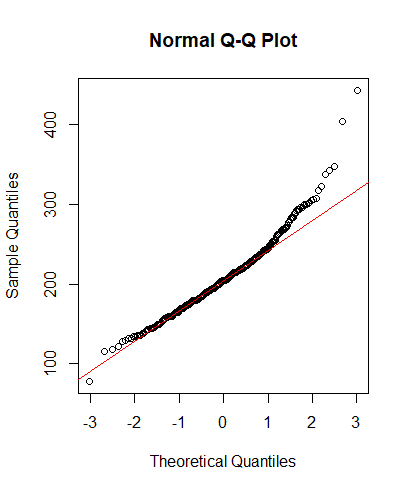 Normal Q-Q Plot
400
300
200
100
Sample Quantiles
-3 -2 -1 0 1 2 3
Theoretical Quantiles